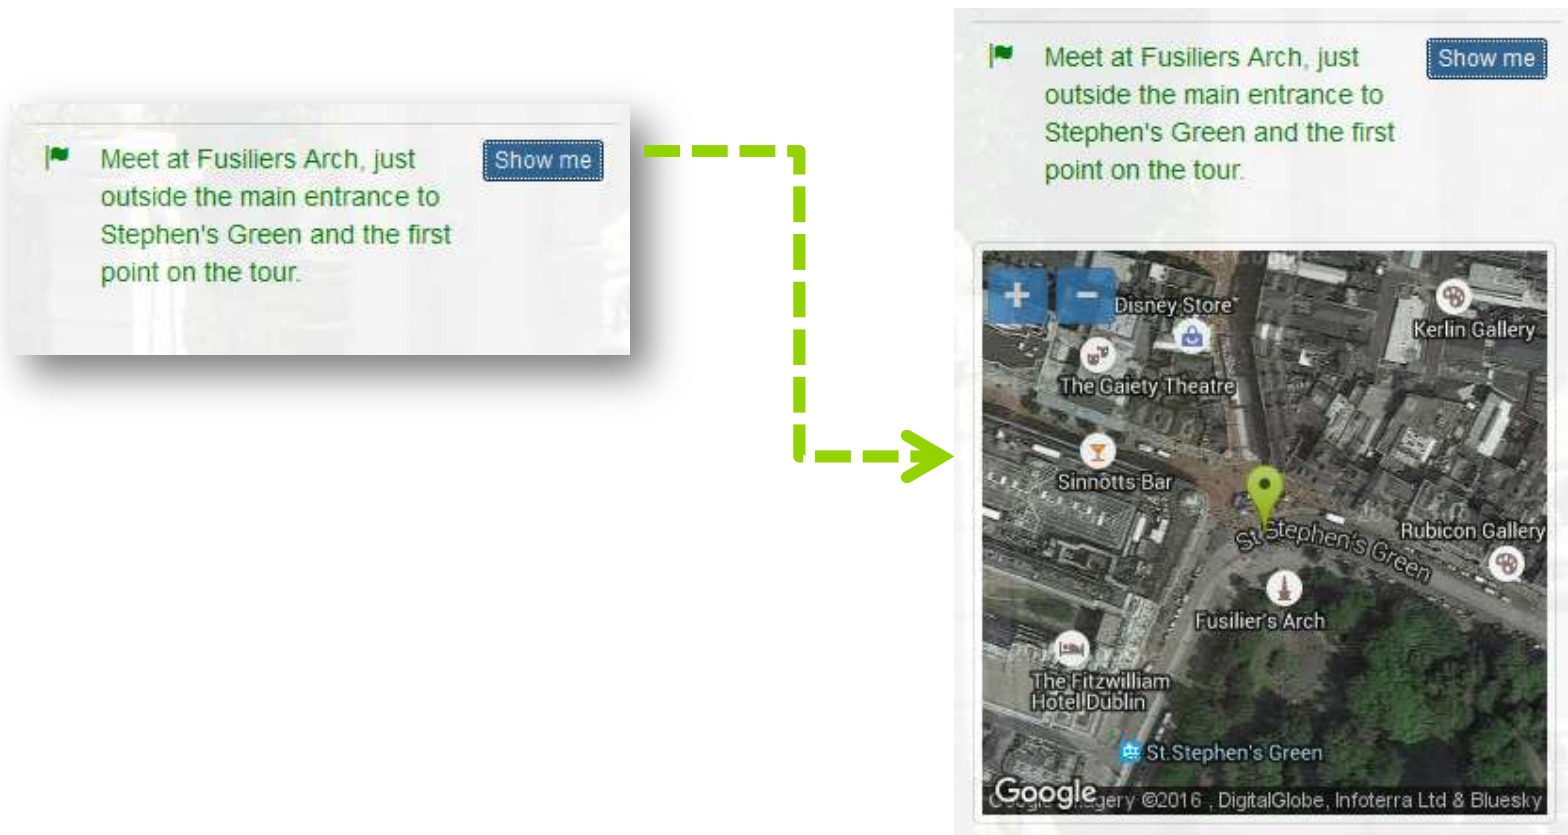 Meet at Fusiliers Arch, just
outside the main entrance to
Stephen's Green and the first
point on the tour.
Show me
Meet at Fusiliers Arch, just
outside the main entrance to
Stephen's Green and the first
point on the tour.
Show me
+ −
Disney Store
Kerlin Gallery
The Gaiety Theatre
Sinnotts Bar
St Stephen's Green
Rubicon Gallery
Fusilier's Arch
The Fitzwilliam
Hotel Dublin
St.Stephen's Green
Google
©2016 , DigitalGlobe, Infoterra Ltd & Bluesky